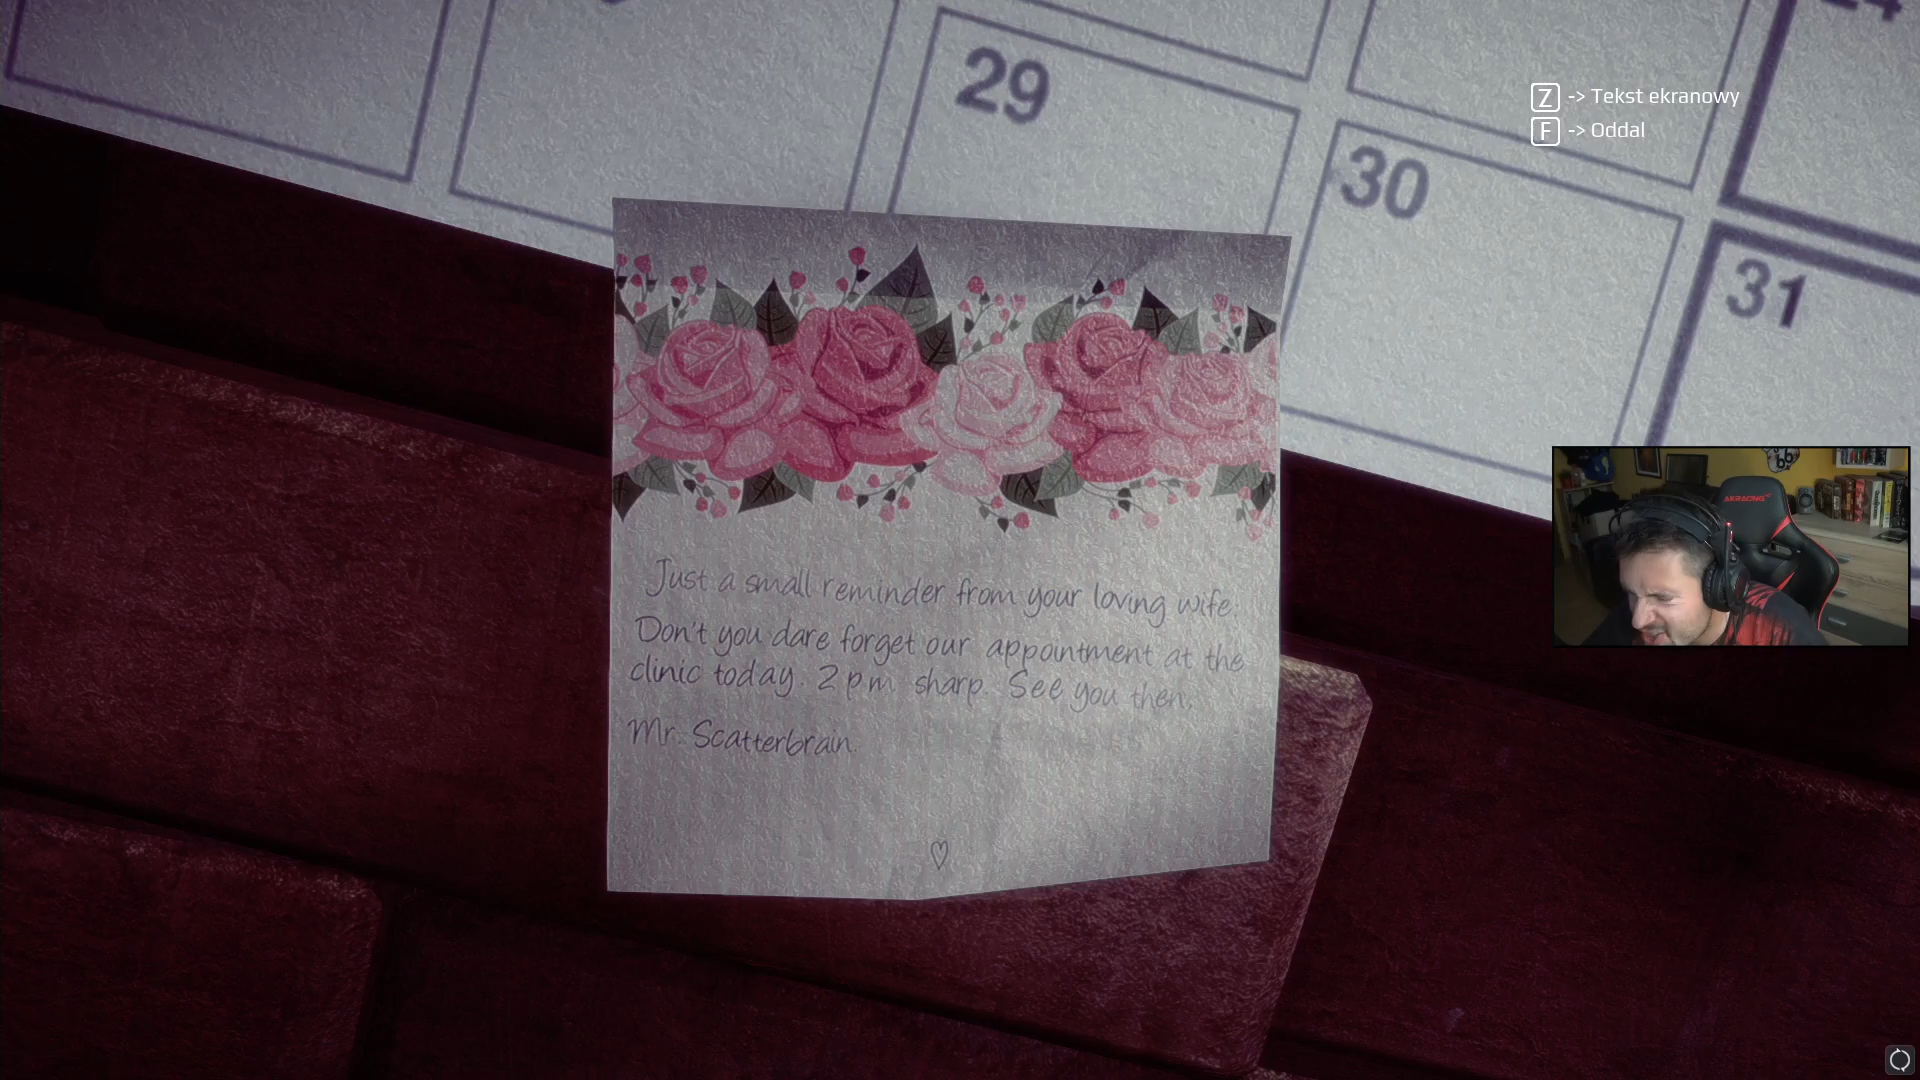 29
Z -> Tekst ekranowy
F -> Oddal
30
31
AKRACING
Just a small reminder from your loving wife.
Don't you dare forget our appointment at the
clinic today. 2 p.m. sharp. See you then,
Mr. Scatterbrain.